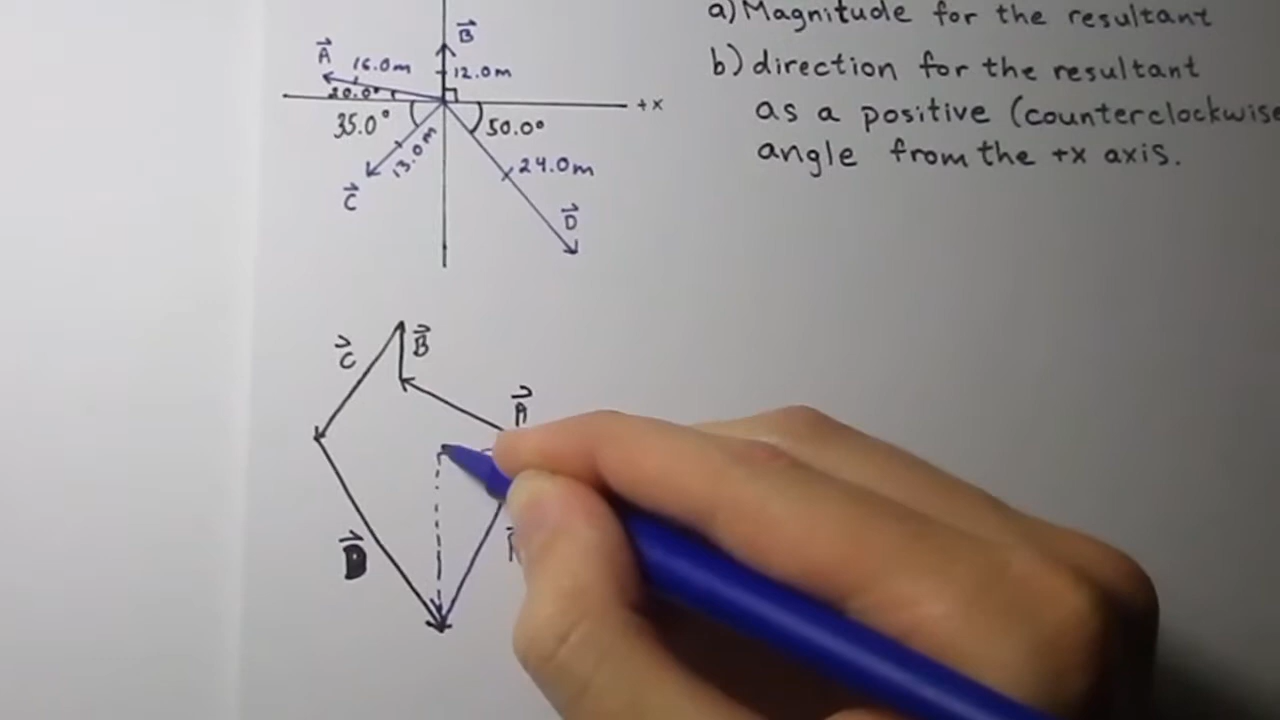 a) Magnitude for the resultant
b) direction for the resultant
as a positive (counterclockwise
angle from the +x axis.
B
A
16.0m
12.0m
20.0°
+x
35.0°
50.0°
13.0m
24.0m
C
D
B
C
A
D